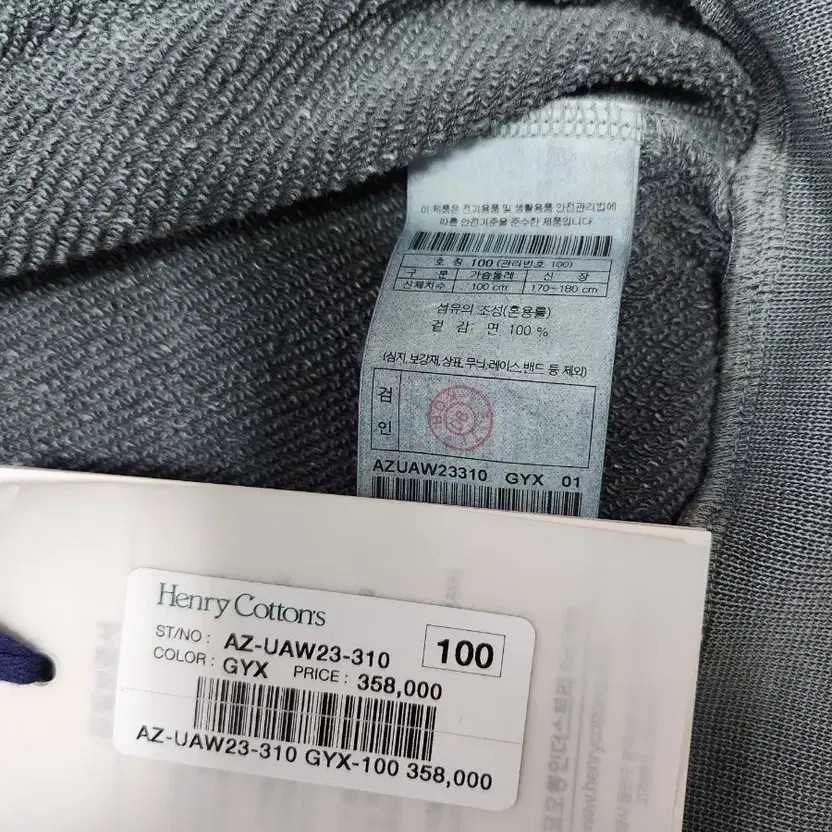 이 제품은 전기용품 및 생활용품 안전관리법에
따른 안전기준을 준수한 제품입니다
호 칭 100 (관리번호 100)
구 분 가슴둘레 신 장
신체치수 100 cm 170~180 cm
섬유의 조성(혼용률)
겉 감: 면 100 %
(심지,보강재,상표,무늬,레이스,밴드 등 제외)
검
인
AZUAW23310 GYX 01
Henry Cotton's
ST/NO : AZ-UAW23-310 100
COLOR : GYX PRICE : 358,000
AZ-UAW23-310 GYX-100 358,000